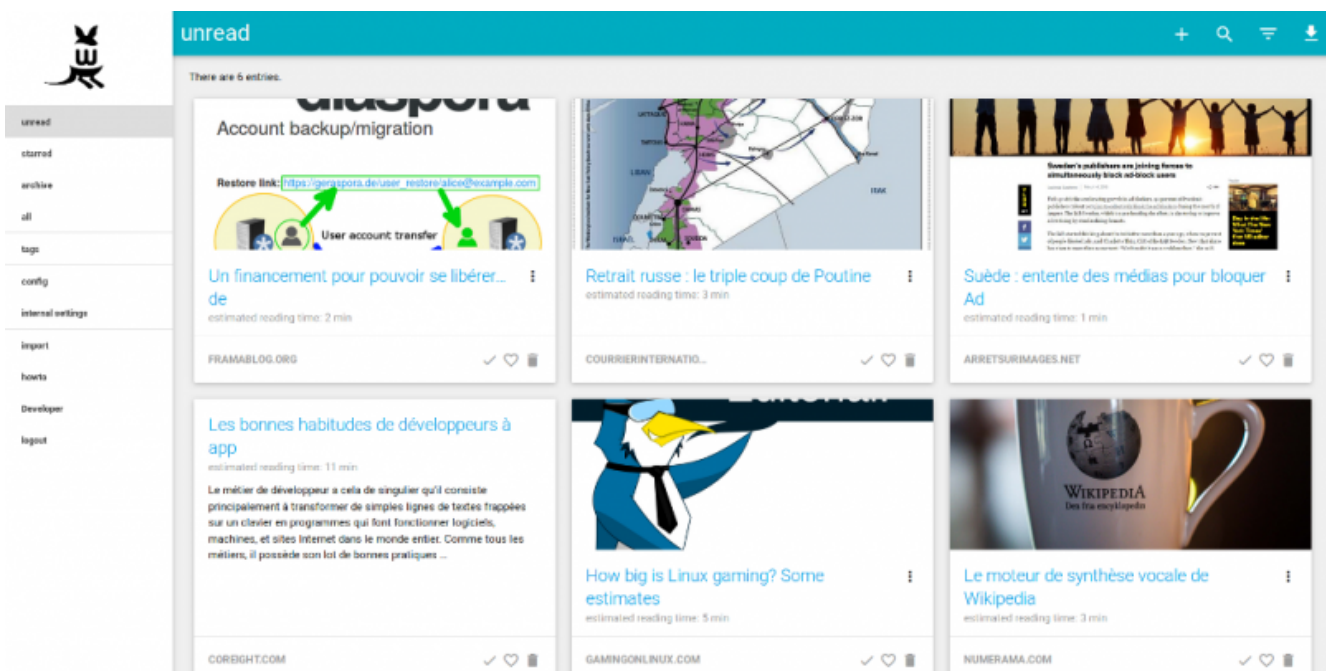 unread
There are 6 entries.
unread
starred
archive
all
tags
config
internal settings
import
howto
Developer
logout
diaspora
Account backup/migration
Restore link: https://geraspora.de/user_restore/alice@example.com
User account transfer
Un financement pour pouvoir se libérer...
de
estimated reading time: 2 min
FRAMABLOG.ORG
LIBAN
IRAK
ISRAËL
Retrait russe : le triple coup de Poutine
estimated reading time: 3 min
COURRIERINTERNATIO...
Sweden's publishers are joining forces to
simultaneously block ad-block users
Suède : entente des médias pour bloquer
Ad
estimated reading time: 1 min
ARRETSURIMAGES.NET
Les bonnes habitudes de développeurs à
app
estimated reading time: 11 min
Le métier de développeur a cela de singulier qu'il consiste
principalement à transformer de simples lignes de textes frappées
sur un clavier en programmes qui font fonctionner logiciels,
machines, et sites Internet dans le monde entier. Comme tous les
métiers, il possède son lot de bonnes pratiques ...
COREIGHT.COM
How big is Linux gaming? Some
estimates
estimated reading time: 5 min
GAMINGONLINUX.COM
WIKIPEDIA
Den fria encyklopedin
Le moteur de synthèse vocale de
Wikipedia
estimated reading time: 3 min
NUMERAMA.COM